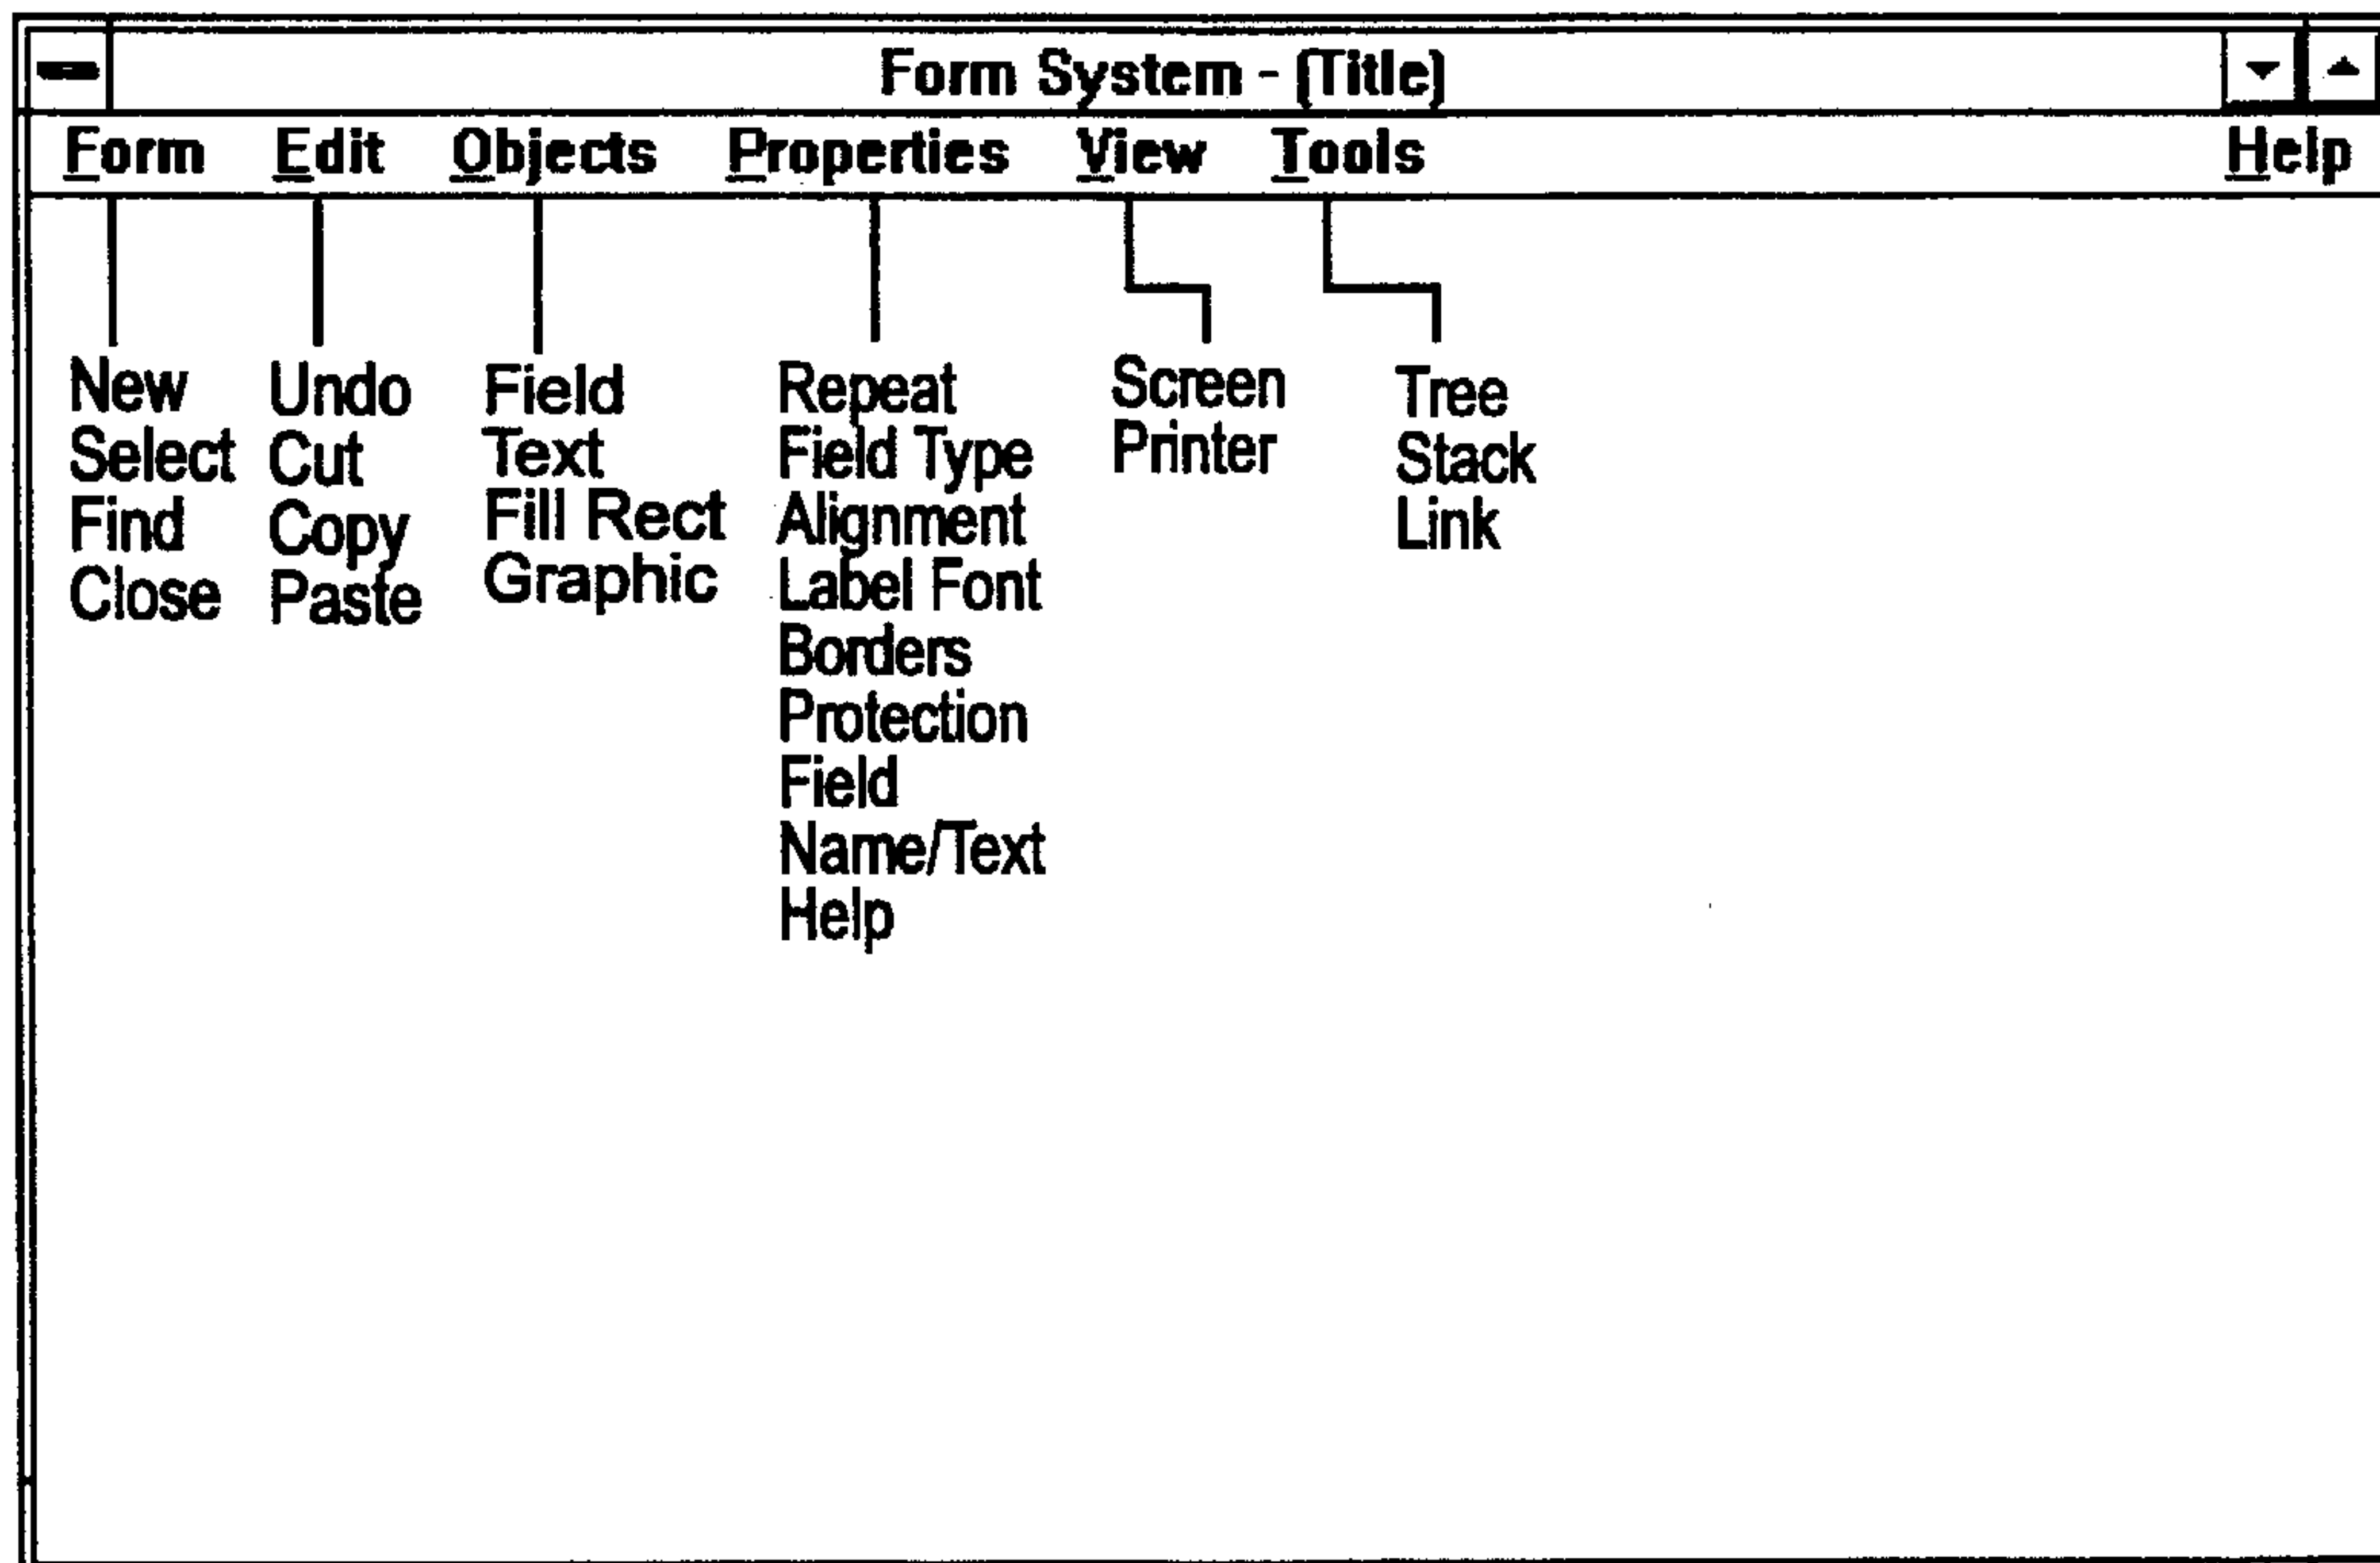 Form System - [Title]
Form Edit Objects Properties View Tools Help
New
Select
Find
Close
Undo
Cut
Copy
Paste
Field
Text
Fill Rect
Graphic
Repeat
Field Type
Alignment
Label Font
Borders
Protection
Field
Name/Text
Help
Screen
Printer
Tree
Stack
Link